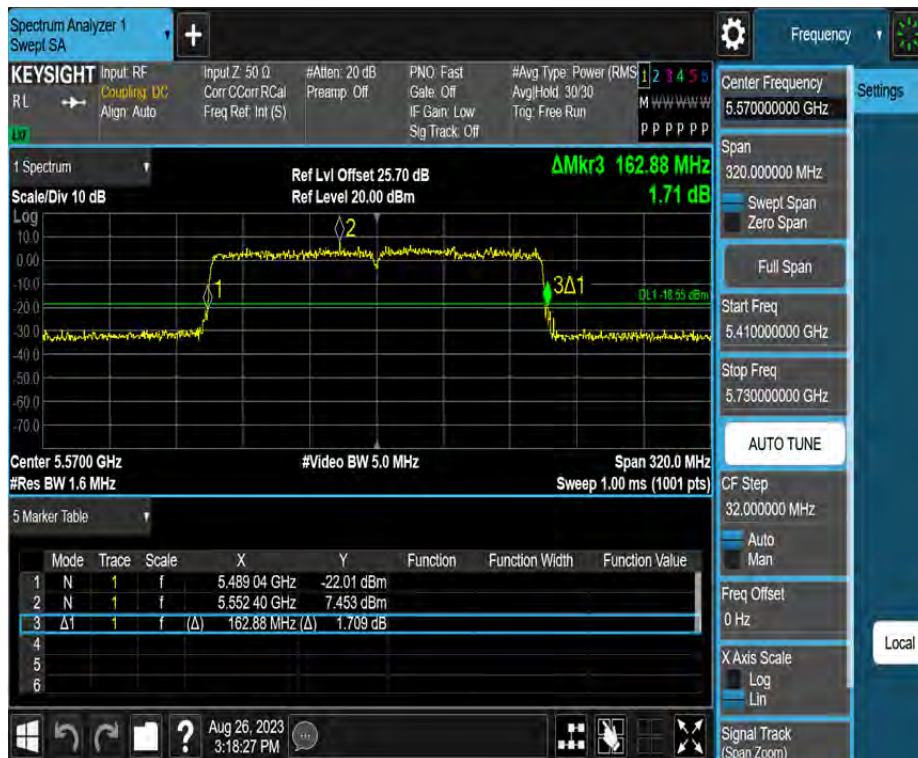 Spectrum Analyzer 1
Swept SA
+
Frequency
KEYSIGHT
RL
LXI
Input: RF
Coupling: DC
Align: Auto
Input Z: 50 Ω
Corr CCorr RCal
Freq Ref: Int (S)
#Atten: 20 dB
Preamp: Off
PNO: Fast
Gate: Off
IF Gain: Low
Sig Track: Off
#Avg Type: Power (RMS
Avg|Hold: 30/30
Trig: Free Run
1 2 3 4 5 6
M W W W W W
P P P P P P
1 Spectrum
Scale/Div 10 dB
Ref Lvl Offset 25.70 dB
Ref Level 20.00 dBm
ΔMkr3 162.88 MHz
1.71 dB
Log
10.0
0.00
-10.0
-20.0
-30.0
-40.0
-50.0
-60.0
-70.0
1
2
3Δ1
DL1 -18.55 dBm
Center 5.5700 GHz
#Res BW 1.6 MHz
#Video BW 5.0 MHz
Span 320.0 MHz
Sweep 1.00 ms (1001 pts)
5 Marker Table
Mode Trace Scale X Y Function Function Width Function Value
1 N 1 f 5.489 04 GHz -22.01 dBm
2 N 1 f 5.552 40 GHz 7.453 dBm
3 Δ1 1 f (Δ) 162.88 MHz (Δ) 1.709 dB
4
5
6
?
Aug 26, 2023
3:18:27 PM
Center Frequency
5.570000000 GHz
Span
320.000000 MHz
Swept Span
Zero Span
Full Span
Start Freq
5.410000000 GHz
Stop Freq
5.730000000 GHz
AUTO TUNE
CF Step
32.000000 MHz
Auto
Man
Freq Offset
0 Hz
X Axis Scale
Log
Lin
Signal Track
(Span Zoom)
Settings
Local